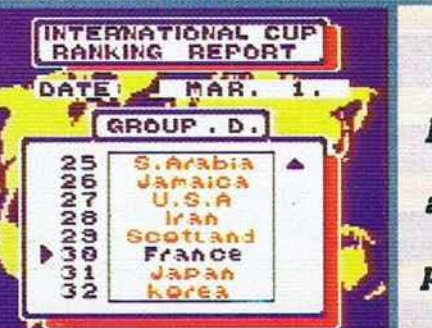 INTERNATIONAL CUP
RANKING REPORT
DATE MAR. 1.
GROUP.D.
25 S.Arabia
26 Jamaica
27 U.S.A
28 Iran
29 Scotland
30 France
31 Japan
32 Korea